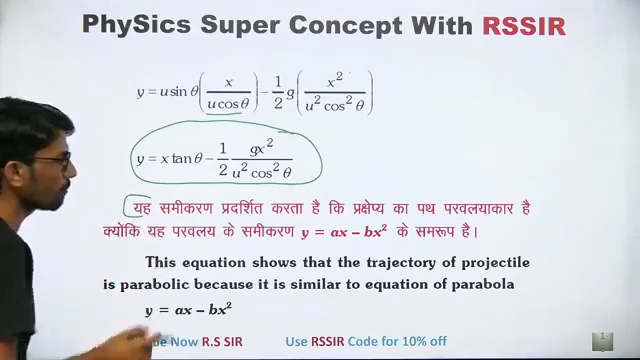 PhySics Super Concept With RSSIR
y = u sin θ ( x / u cos θ ) − 1/2 g ( x² / u² cos² θ )
y = x tan θ − 1/2 gx² / u² cos² θ
यह समीकरण प्रदर्शित करता है कि प्रक्षेप्य का पथ परवलयाकार है
क्योंकि यह परवलय के समीकरण y = ax – bx² के समरूप है।
This equation shows that the trajectory of projectile
is parabolic because it is similar to equation of parabola
y = ax – bx²
be Now R.S SIR Use RSSIR Code for 10% off